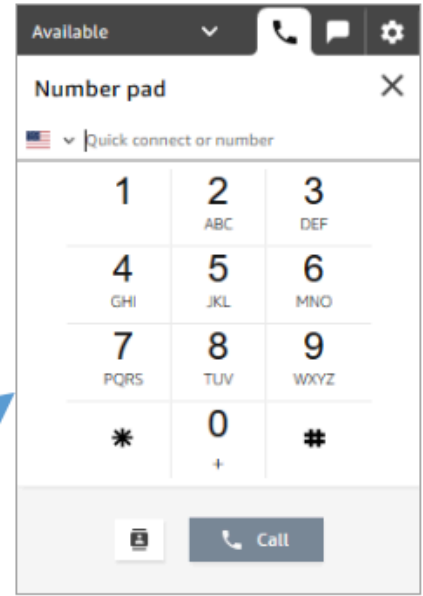 Available
Number pad
Quick connect or number
1 2 3
ABC DEF
4 5 6
GHI JKL MNO
7 8 9
PQRS TUV WXYZ
* 0 #
+
Call